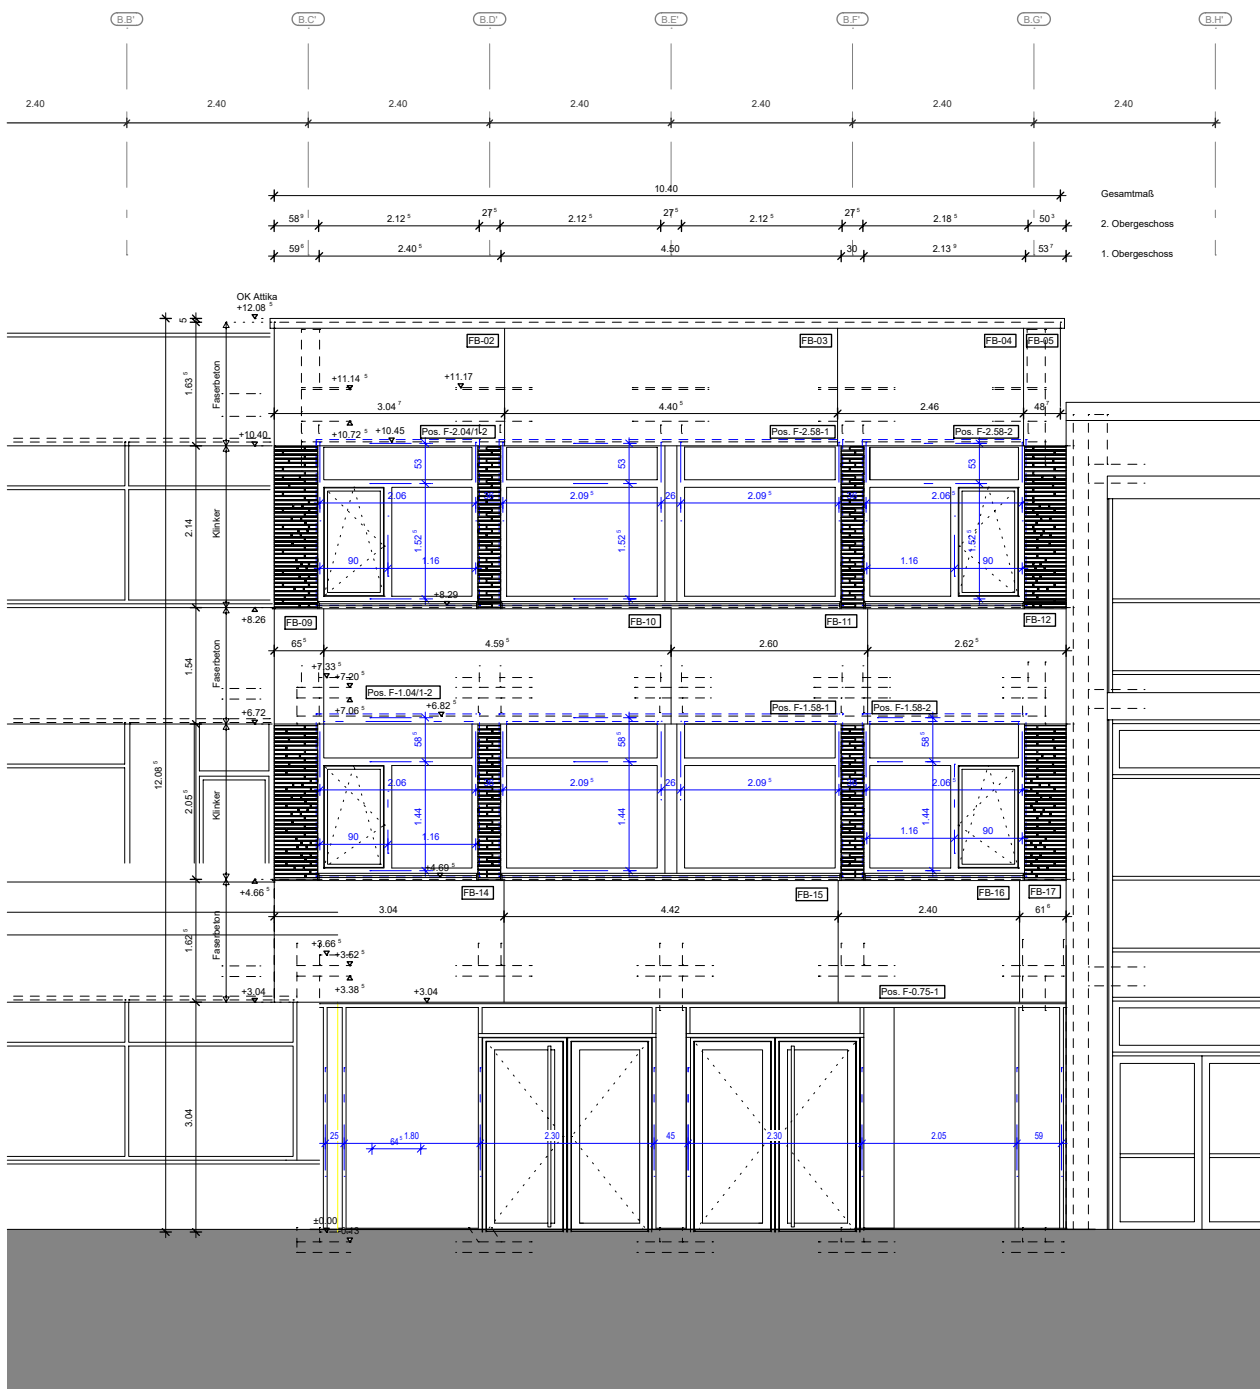 B.B' B.C' B.D' B.E' B.F' B.G' B.H'
2.40 2.40 2.40 2.40 2.40 2.40 2.40
10.40 Gesamtmaß
58⁹ 2.12⁵ 27⁵ 2.12⁵ 27⁵ 2.12⁵ 27⁵ 2.18⁵ 50³ 2. Obergeschoss
59⁶ 2.40⁵ 4.50 30 2.13⁹ 53⁷ 1. Obergeschoss
OK Attika
+12.08⁵
5
FB-02 FB-03 FB-04 FB-05
1.63⁵ Faserbeton
+11.14⁵ +11.17
3.04⁷ 4.40⁵ 2.46 48⁷
+10.40 +10.72⁵ +10.45 Pos. F-2.04/1-2 Pos. F-2.58-1 Pos. F-2.58-2
53 53 53
2.06 2.09⁵ 26 2.09⁵ 2.06⁵
2.14 Klinker
1.52⁵ 1.52⁵ 1.52⁵
90 1.16 1.16 90
+8.29
+8.26
FB-09 FB-10 FB-11 FB-12
65⁵ 4.59⁵ 2.60 2.62⁵
1.54 Faserbeton
+7.33⁵
+7.20⁵
Pos. F-1.04/1-2
+6.72 +7.06⁵ +6.82⁵ Pos. F-1.58-1 Pos. F-1.58-2
58⁵ 58⁵ 58⁵
12.08⁵
2.06 2.09⁵ 26 2.09⁵ 2.06⁵
2.05⁵ Klinker
1.44 1.44 1.44
90 1.16 1.16 90
+4.69⁵
+4.66⁵
FB-14 FB-15 FB-16 FB-17
3.04 4.42 2.40 61⁶
1.62⁵ Faserbeton
+3.66⁵
+3.52⁵
+3.38⁵
+3.04 +3.04 Pos. F-0.75-1
3.04
25 64⁵ 1.80 2.30 45 2.30 2.05 59
±0.00
-0.13